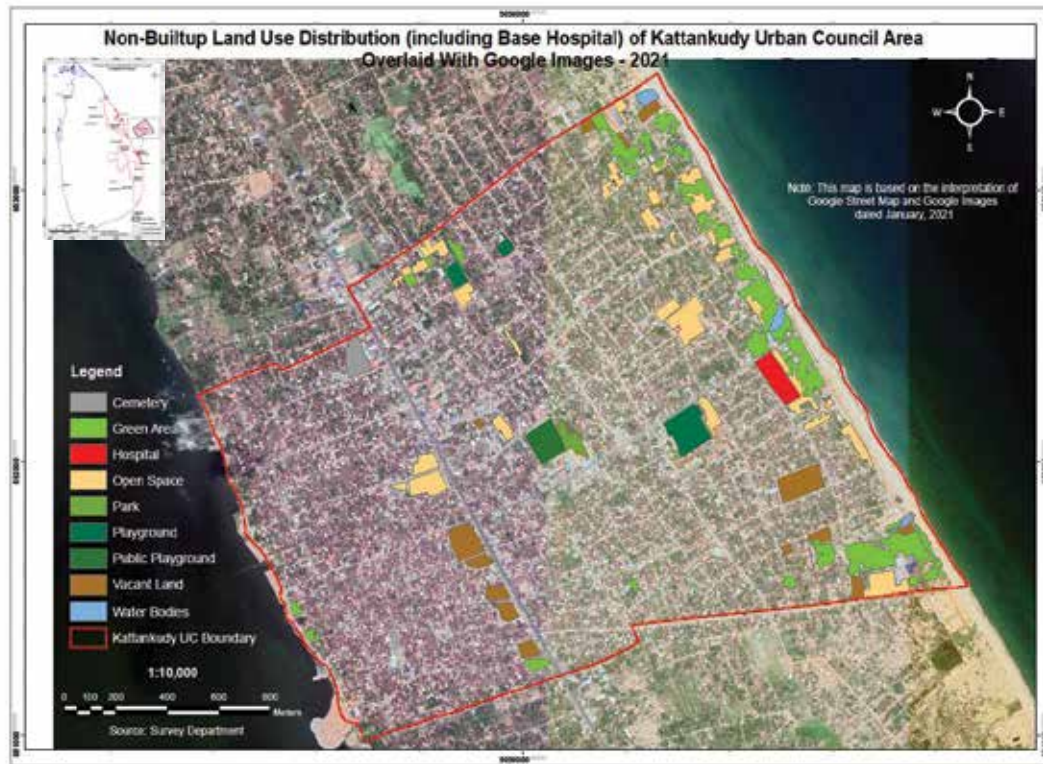 Non-Builtup Land Use Distribution (including Base Hospital) of Kattankudy Urban Council Area
Overlaid With Google Images - 2021
N
W
E
Note: This map is based on the interpretation of
Google Street Map and Google Images
dated January, 2021
Legend
Cemetery
Green Area
Hospital
Open Space
Park
Playground
Public Playground
Vacant Land
Water Bodies
Kattankudy UC Boundary
1:10,000
0 100 200 400 600 800
Meters
Source: Survey Department